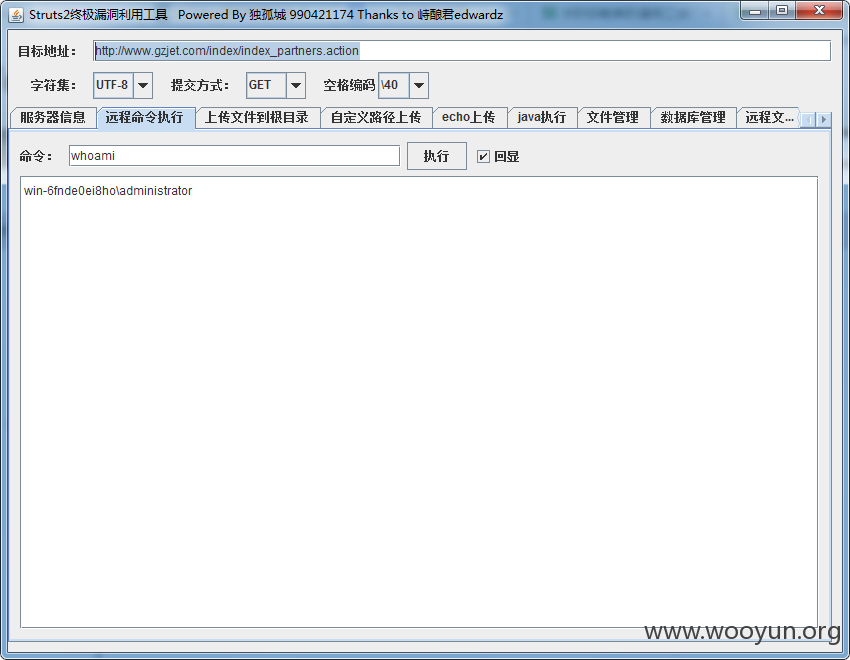 Struts2终极漏洞利用工具 Powered By 独孤城 990421174 Thanks to 峙酿君edwardz
目标地址： http://www.gzjet.com/index/index_partners.action
字符集： UTF-8 提交方式： GET 空格编码 \40
服务器信息 远程命令执行 上传文件到根目录 自定义路径上传 echo上传 java执行 文件管理 数据库管理 远程文...
命令： whoami 执行 回显
win-6fnde0ei8ho\administrator
www.wooyun.org